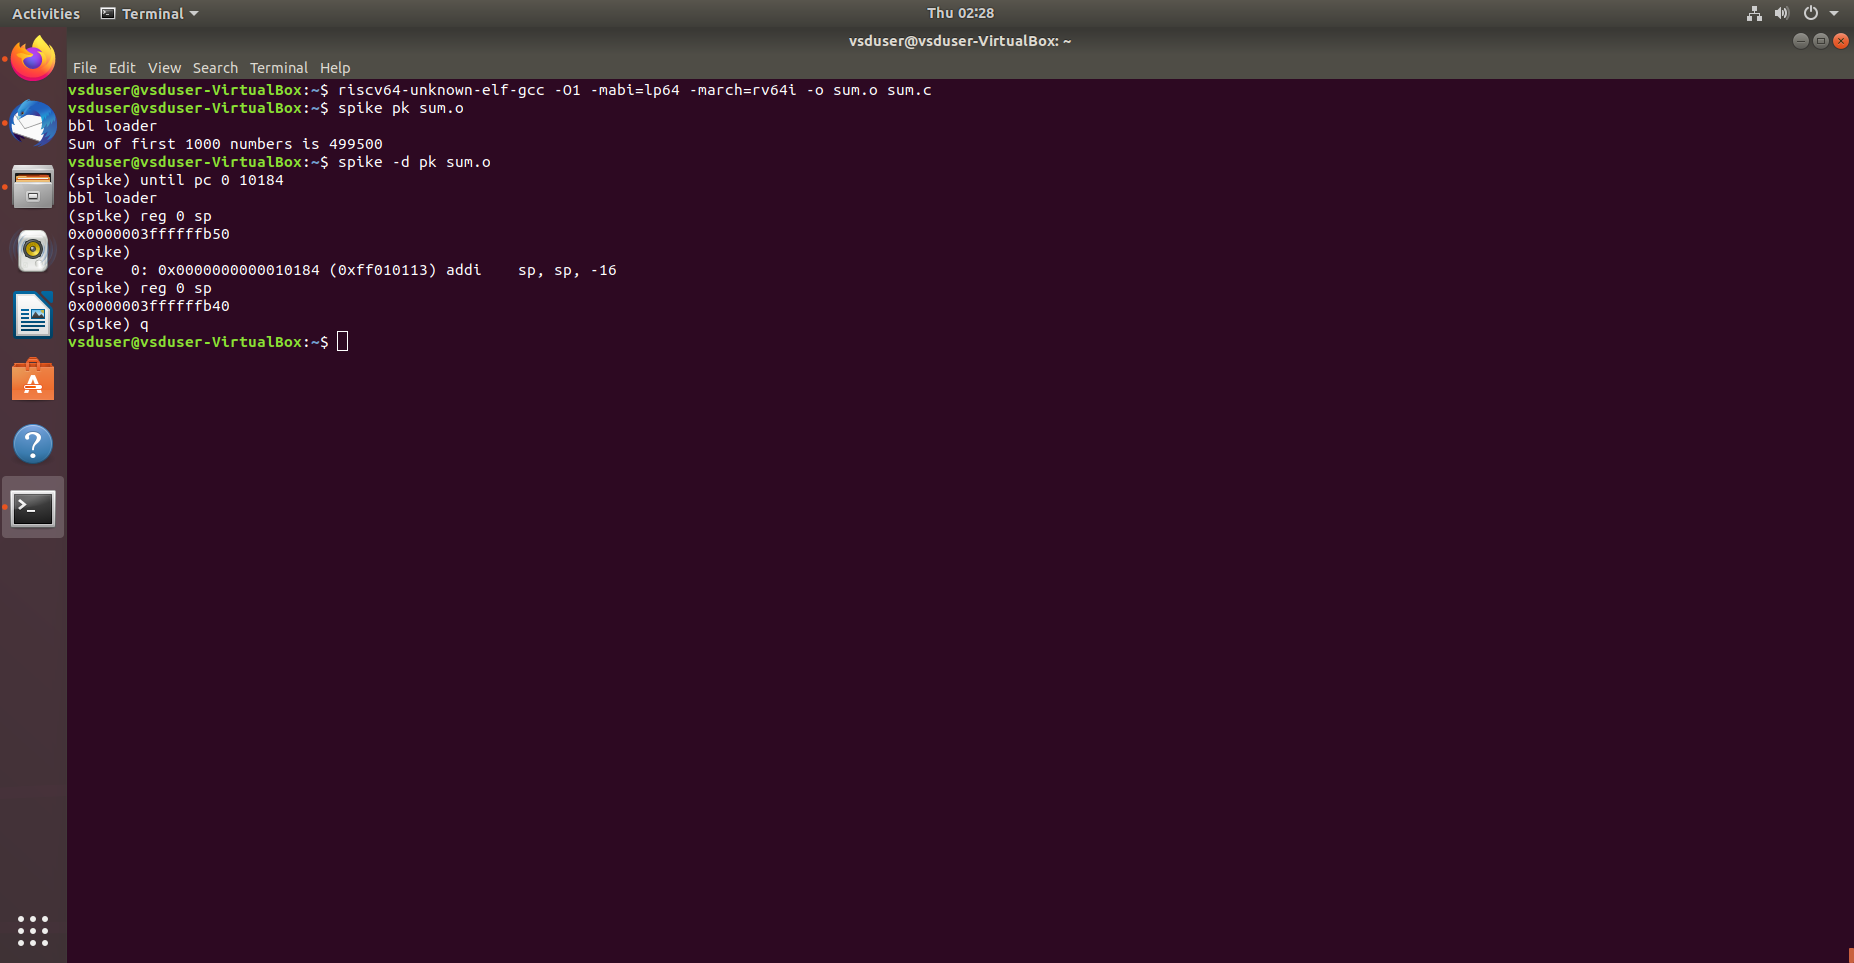 Activities Terminal Thu 02:28
vsduser@vsduser-VirtualBox: ~
File Edit View Search Terminal Help
vsduser@vsduser-VirtualBox:~$ riscv64-unknown-elf-gcc -O1 -mabi=lp64 -march=rv64i -o sum.o sum.c
vsduser@vsduser-VirtualBox:~$ spike pk sum.o
bbl loader
Sum of first 1000 numbers is 499500
vsduser@vsduser-VirtualBox:~$ spike -d pk sum.o
(spike) until pc 0 10184
bbl loader
(spike) reg 0 sp
0x0000003ffffffb50
(spike)
core   0: 0x0000000000010184 (0xff010113) addi    sp, sp, -16
(spike) reg 0 sp
0x0000003ffffffb40
(spike) q
vsduser@vsduser-VirtualBox:~$